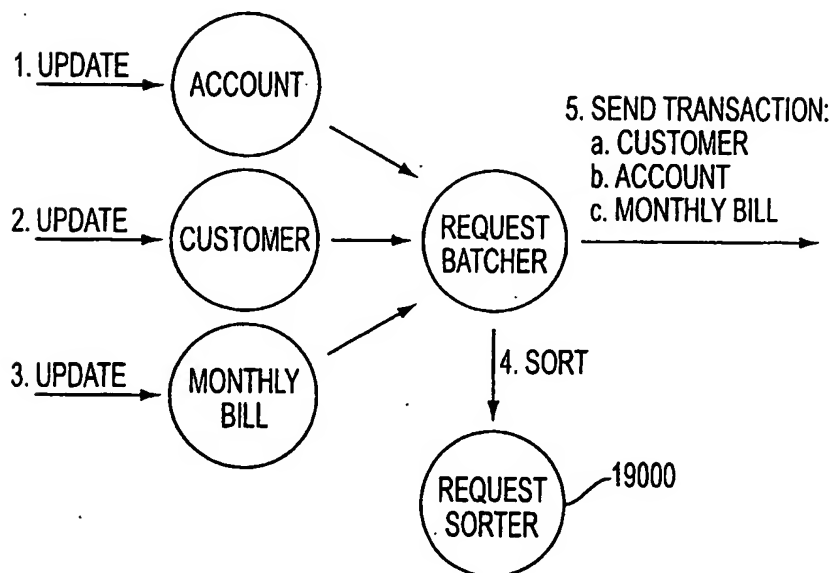 1. UPDATE
ACCOUNT
2. UPDATE
CUSTOMER
3. UPDATE
MONTHLY
BILL
REQUEST
BATCHER
5. SEND TRANSACTION:
a. CUSTOMER
b. ACCOUNT
c. MONTHLY BILL
4. SORT
REQUEST
SORTER
19000